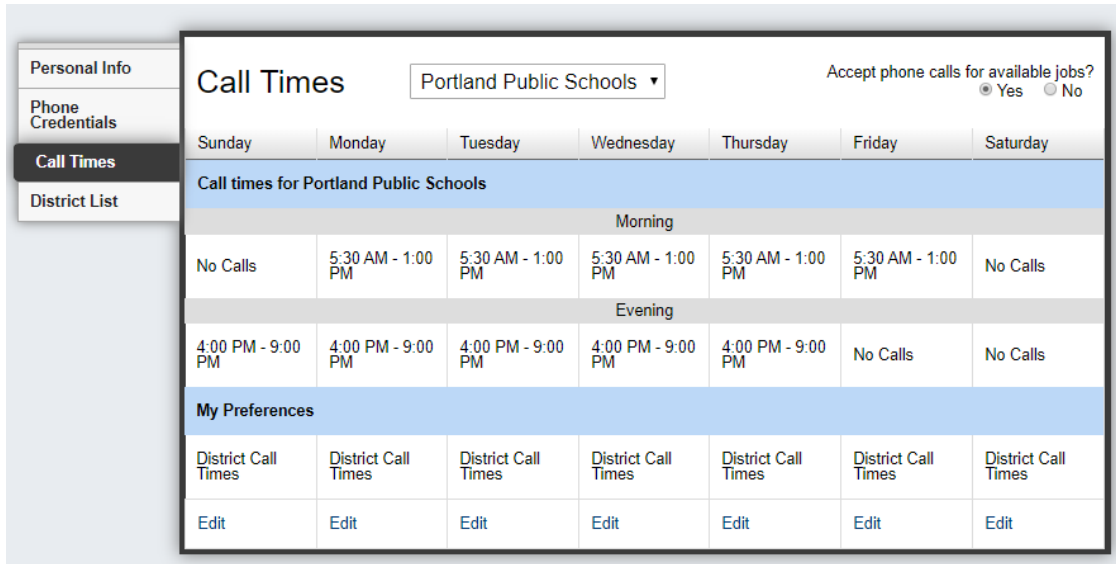 Personal Info
Phone
Credentials
Call Times
District List
Call Times
Portland Public Schools
Accept phone calls for available jobs?
Yes No
Sunday Monday Tuesday Wednesday Thursday Friday Saturday
Call times for Portland Public Schools
Morning
No Calls 5:30 AM - 1:00 PM 5:30 AM - 1:00 PM 5:30 AM - 1:00 PM 5:30 AM - 1:00 PM 5:30 AM - 1:00 PM No Calls
Evening
4:00 PM - 9:00 PM 4:00 PM - 9:00 PM 4:00 PM - 9:00 PM 4:00 PM - 9:00 PM 4:00 PM - 9:00 PM No Calls No Calls
My Preferences
District Call Times District Call Times District Call Times District Call Times District Call Times District Call Times District Call Times
Edit Edit Edit Edit Edit Edit Edit